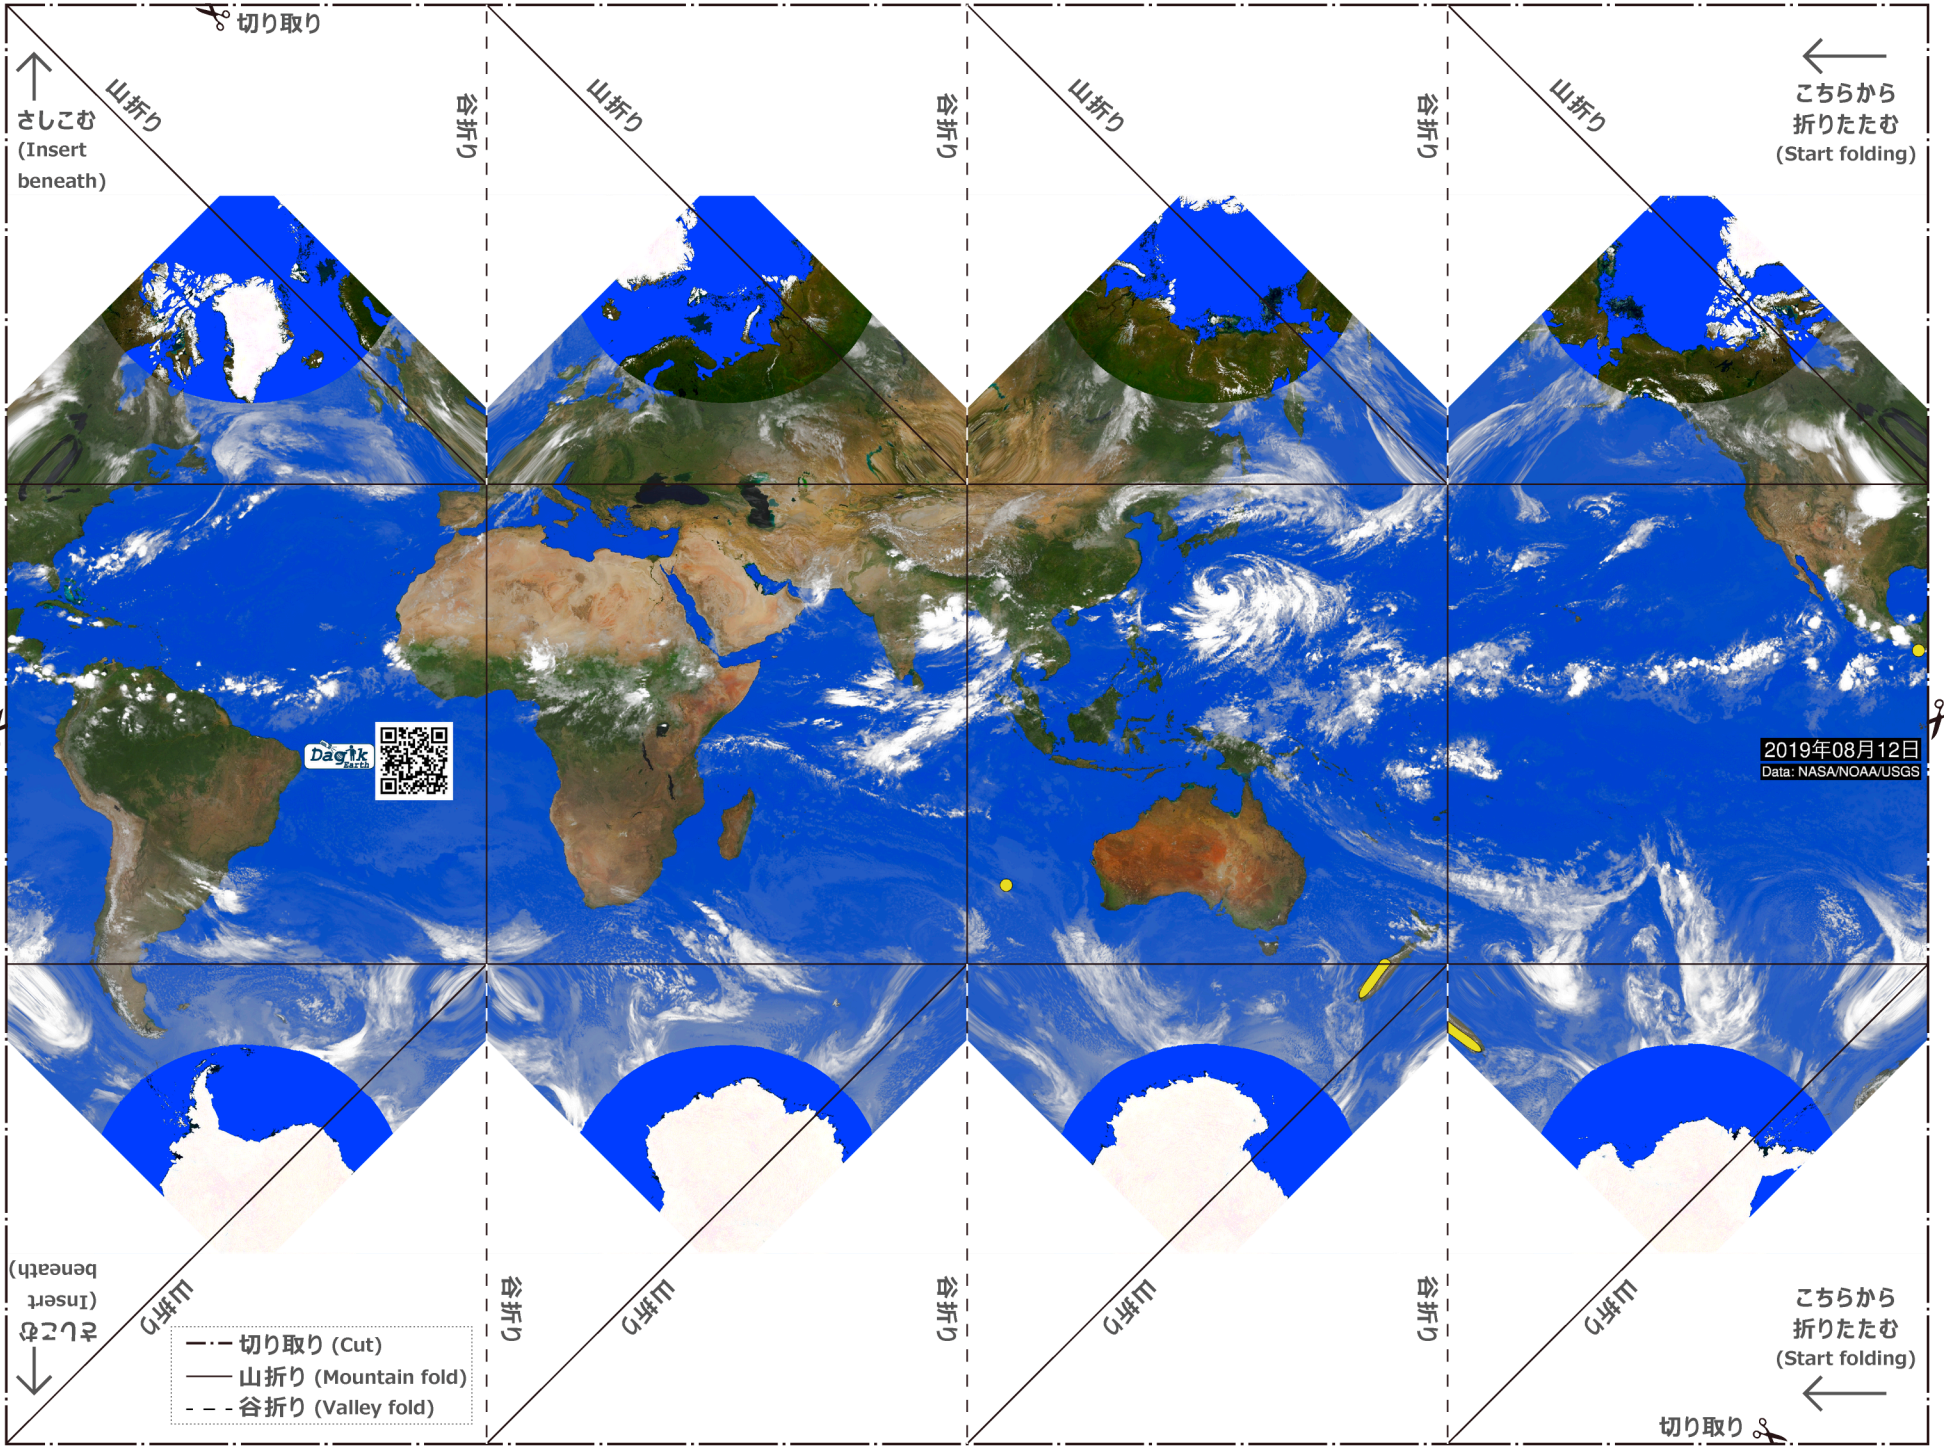 切り取り
山折り
谷折り
山折り
谷折り
山折り
谷折り
山折り
さしこむ
(Insert
beneath)
こちらから
折りたたむ
(Start folding)
Dagik
Earth
2019年08月12日
Data: NASA/NOAA/USGS
さしこむ
(Insert
beneath)
山折り
谷折り
山折り
谷折り
山折り
谷折り
山折り
こちらから
折りたたむ
(Start folding)
切り取り (Cut)
山折り (Mountain fold)
谷折り (Valley fold)
切り取り